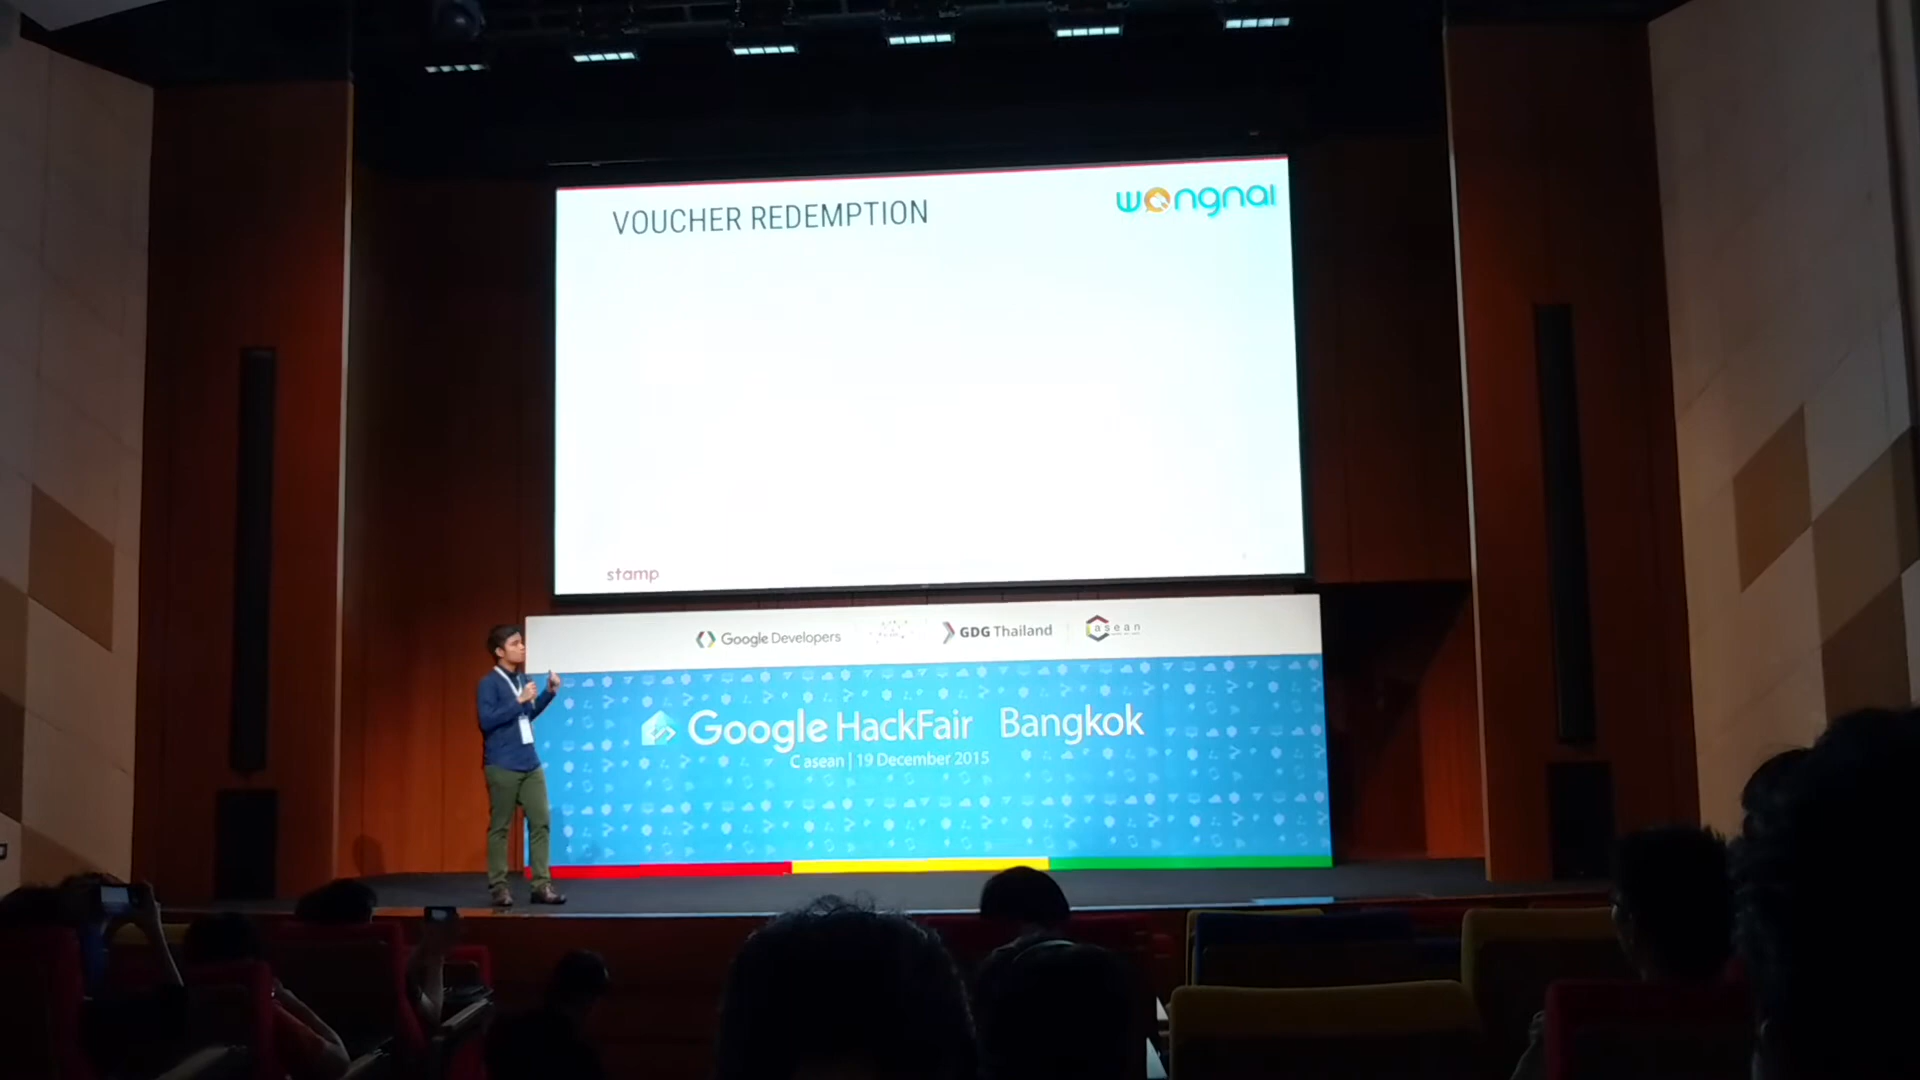 VOUCHER REDEMPTION
wongnai
stamp
Google Developers
GDG Thailand
asean
Google HackFair Bangkok
C asean | 19 December 2015